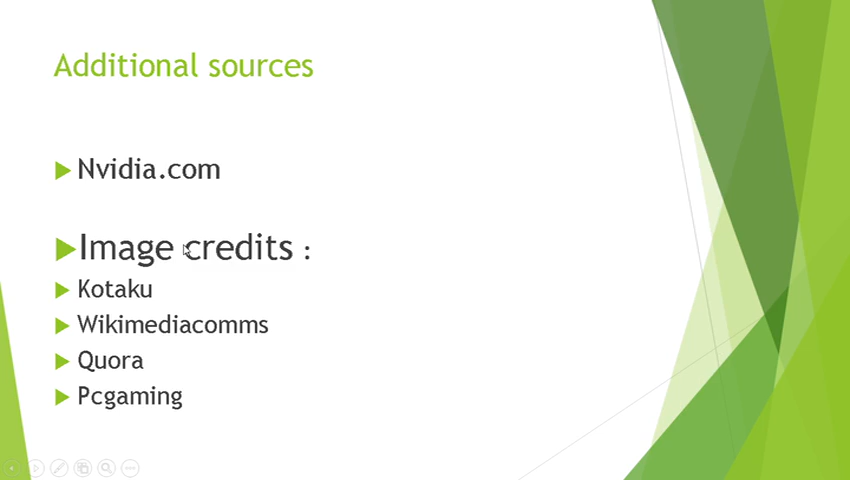 Additional sources
Nvidia.com
Image credits :
Kotaku
Wikimediacomms
Quora
Pcgaming